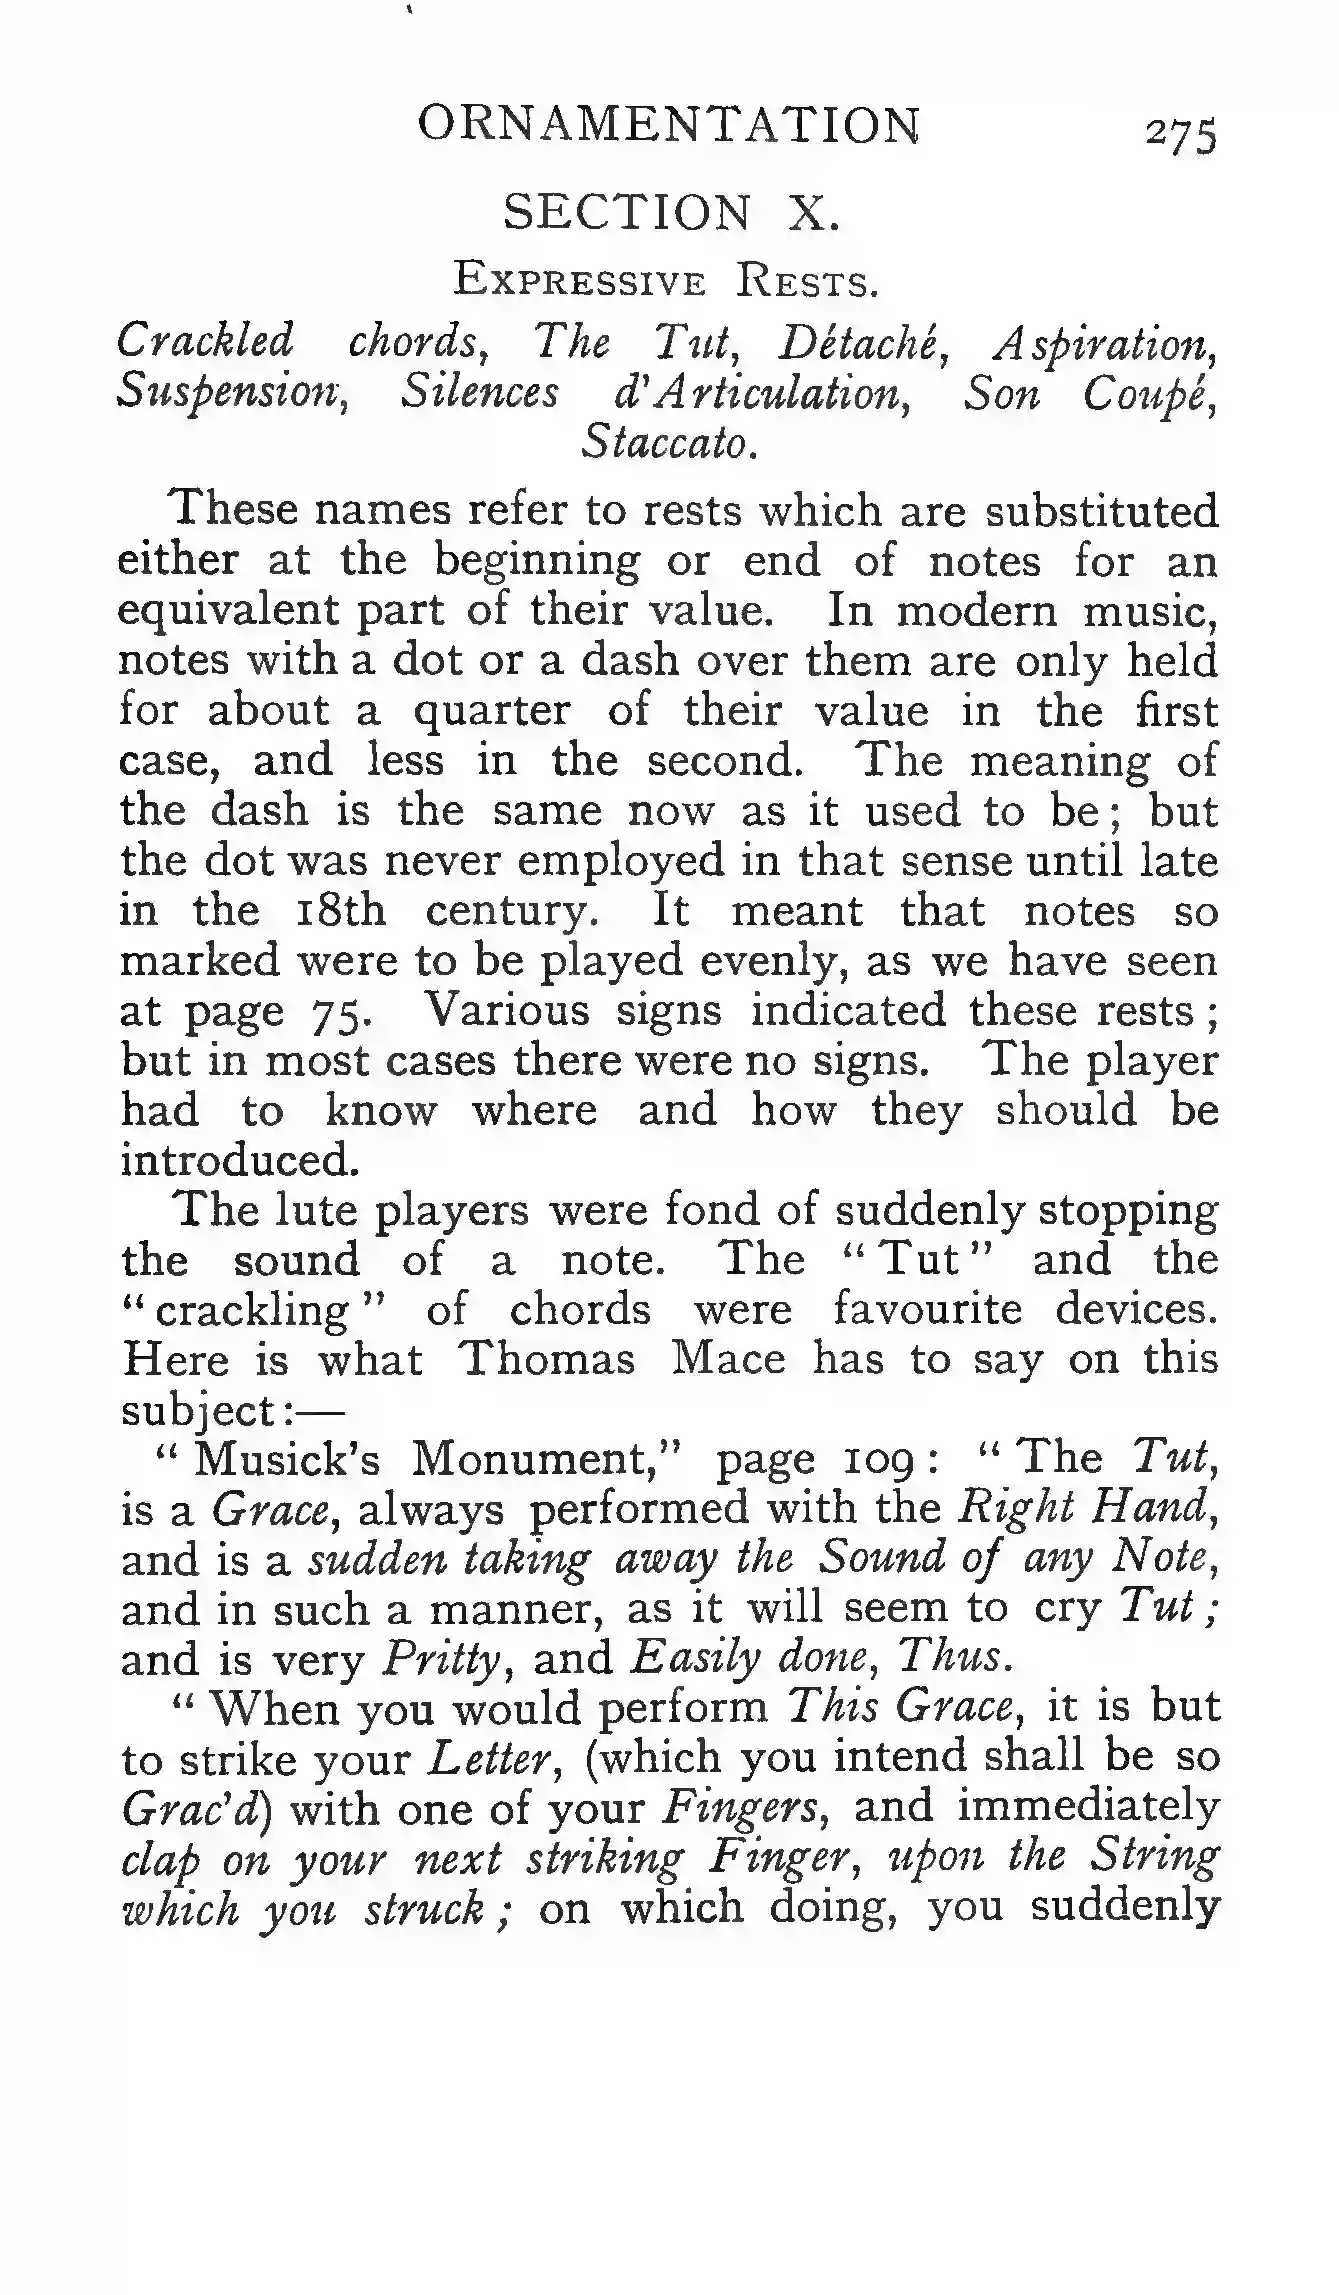 ORNAMENTATION 275
SECTION X.
EXPRESSIVE RESTS.
Crackled chords, The Tut, Détaché, Aspiration,
Suspension, Silences d'Articulation, Son Coupé,
Staccato.
These names refer to rests which are substituted
either at the beginning or end of notes for an
equivalent part of their value. In modern music,
notes with a dot or a dash over them are only held
for about a quarter of their value in the first
case, and less in the second. The meaning of
the dash is the same now as it used to be; but
the dot was never employed in that sense until late
in the 18th century. It meant that notes so
marked were to be played evenly, as we have seen
at page 75. Various signs indicated these rests;
but in most cases there were no signs. The player
had to know where and how they should be
introduced.
The lute players were fond of suddenly stopping
the sound of a note. The "Tut" and the
"crackling" of chords were favourite devices.
Here is what Thomas Mace has to say on this
subject:—
"Musick's Monument," page 109: "The Tut,
is a Grace, always performed with the Right Hand,
and is a sudden taking away the Sound of any Note,
and in such a manner, as it will seem to cry Tut;
and is very Pritty, and Easily done, Thus.
"When you would perform This Grace, it is but
to strike your Letter, (which you intend shall be so
Grac'd) with one of your Fingers, and immediately
clap on your next striking Finger, upon the String
which you struck; on which doing, you suddenly